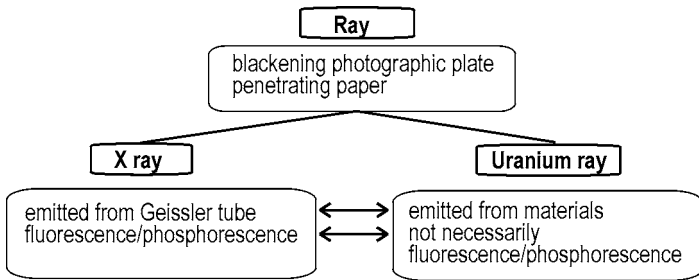 Ray
blackening photographic plate
penetrating paper
X ray
Uranium ray
emitted from Geissler tube
fluorescence/phosphorescence
emitted from materials
not necessarily
fluorescence/phosphorescence